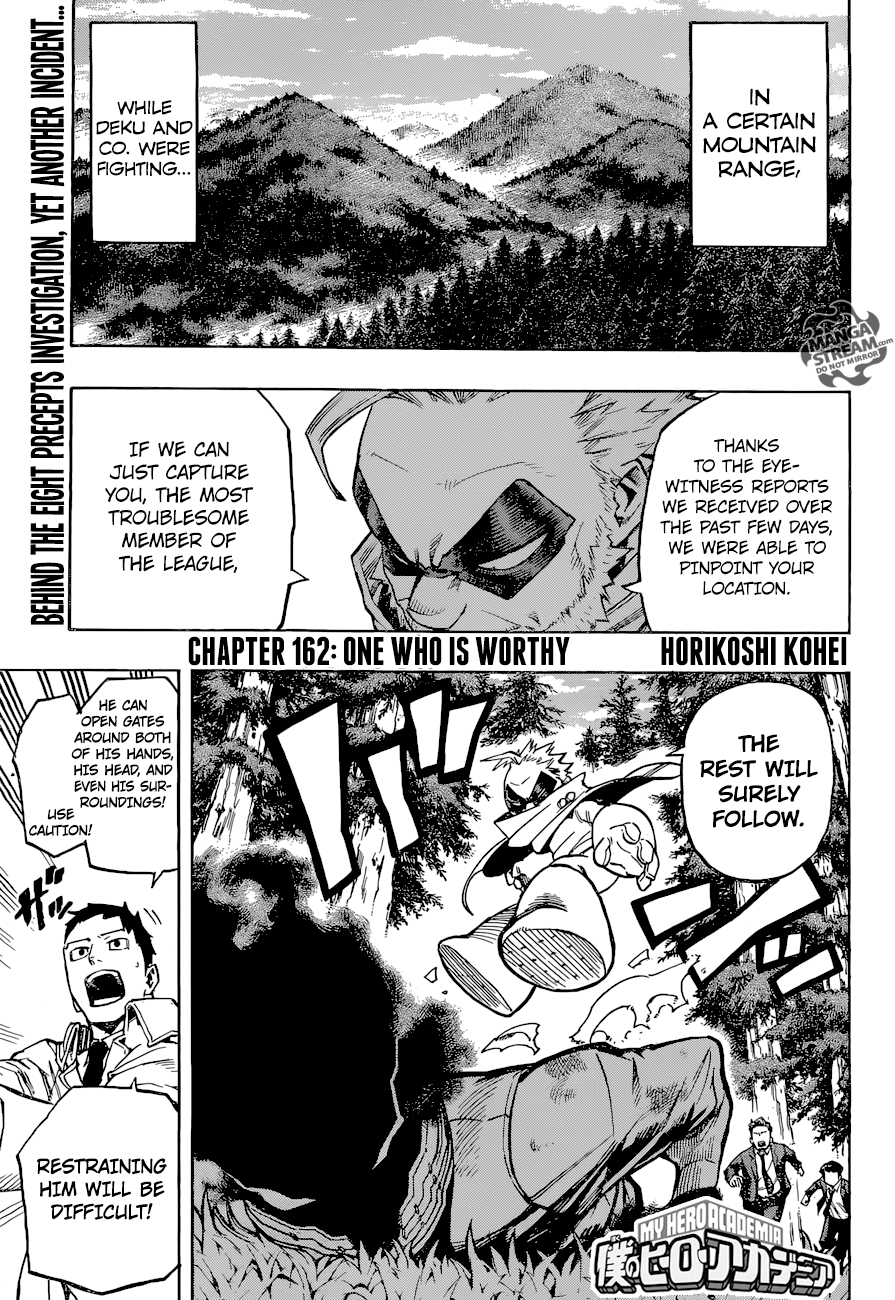 BEHIND THE EIGHT PRECEPTS INVESTIGATION, YET ANOTHER INCIDENT...
IN
A CERTAIN
MOUNTAIN
RANGE,
WHILE
DEKU AND
CO. WERE
FIGHTING...
MANGA
STREAM.com
DO NOT MIRROR
THANKS
TO THE EYE-
WITNESS REPORTS
WE RECEIVED OVER
THE PAST FEW DAYS,
WE WERE ABLE TO
PINPOINT YOUR
LOCATION.
IF WE CAN
JUST CAPTURE
YOU, THE MOST
TROUBLESOME
MEMBER OF
THE LEAGUE,
CHAPTER 162: ONE WHO IS WORTHY
HORIKOSHI KOHEI
THE
REST WILL
SURELY
FOLLOW.
HE CAN
OPEN GATES
AROUND BOTH
OF HIS HANDS,
HIS HEAD, AND
EVEN HIS SUR-
ROUNDINGS!
USE
CAUTION!
ザッ
RESTRAINING
HIM WILL BE
DIFFICULT!
MY HERO ACADEMIA
僕のヒーローアカデミア